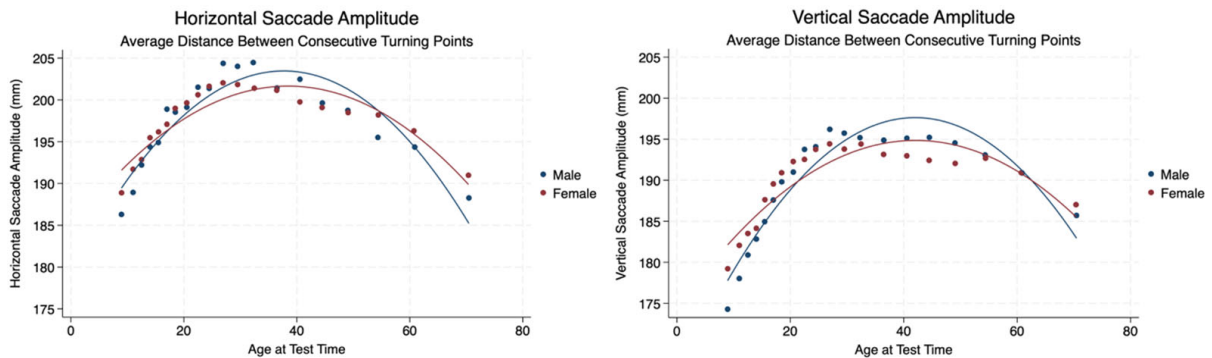 Horizontal Saccade Amplitude
Average Distance Between Consecutive Turning Points
Horizontal Saccade Amplitude (mm)
205
200
195
190
185
180
175
0
20
40
60
80
Age at Test Time
Male
Female
Vertical Saccade Amplitude
Average Distance Between Consecutive Turning Points
Vertical Saccade Amplitude (mm)
205
200
195
190
185
180
175
0
20
40
60
80
Age at Test Time
Male
Female